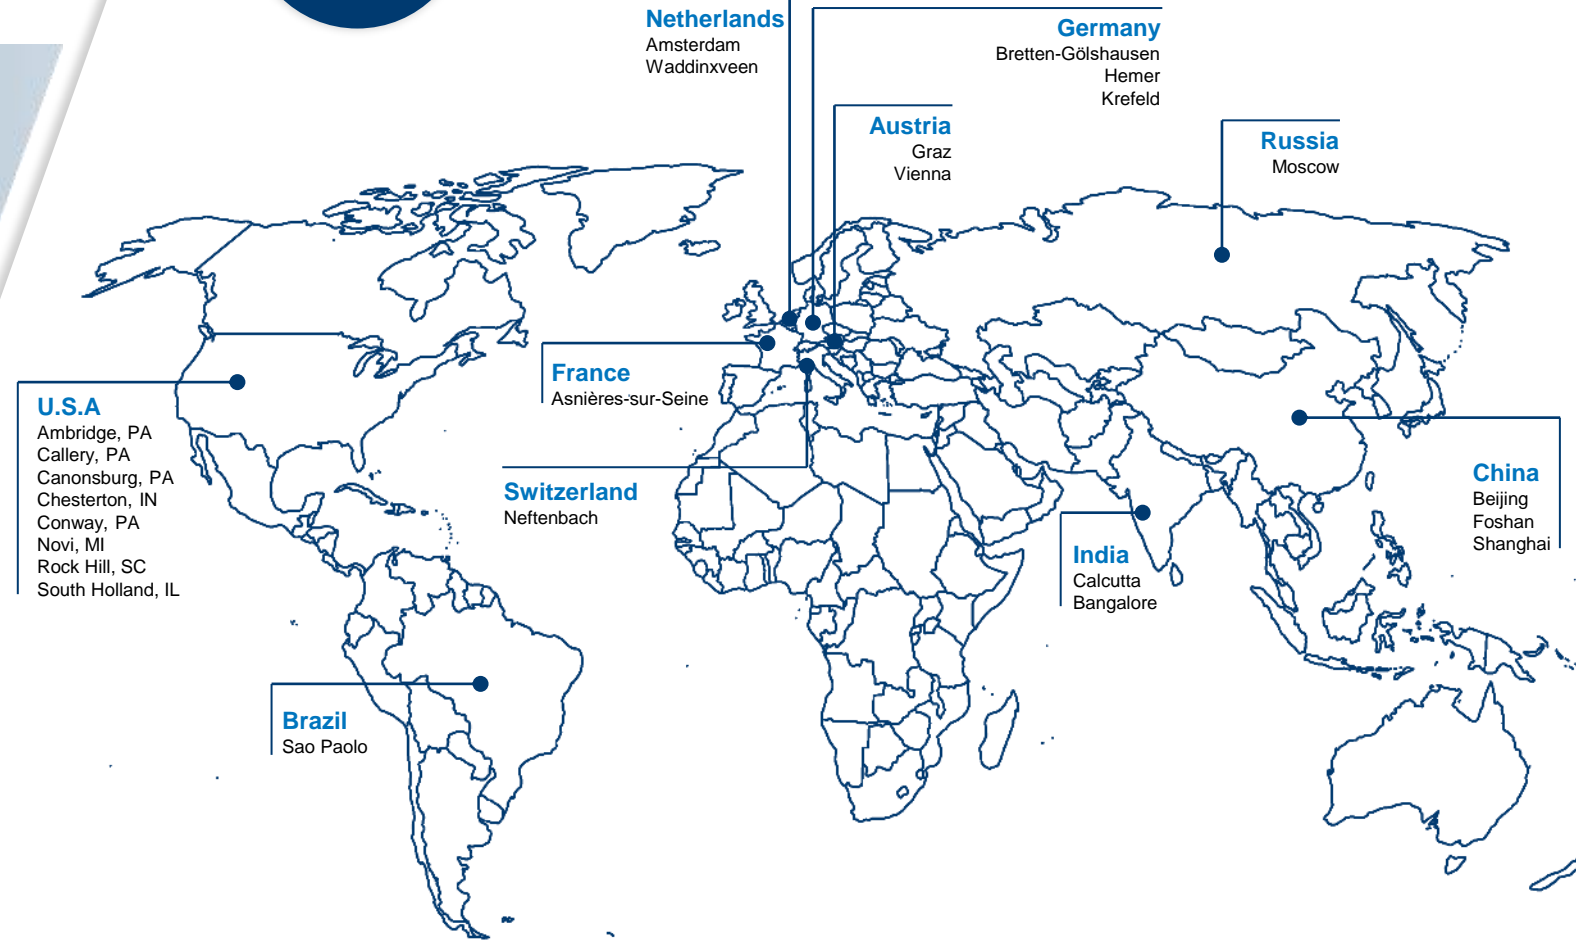 Netherlands
Amsterdam
Waddinxveen
Germany
Bretten-Gölshausen
Hemer
Krefeld
Austria
Graz
Vienna
Russia
Moscow
France
Asnières-sur-Seine
U.S.A
Ambridge, PA
Callery, PA
Canonsburg, PA
Chesterton, IN
Conway, PA
Novi, MI
Rock Hill, SC
South Holland, IL
Switzerland
Neftenbach
China
Beijing
Foshan
Shanghai
India
Calcutta
Bangalore
Brazil
Sao Paolo